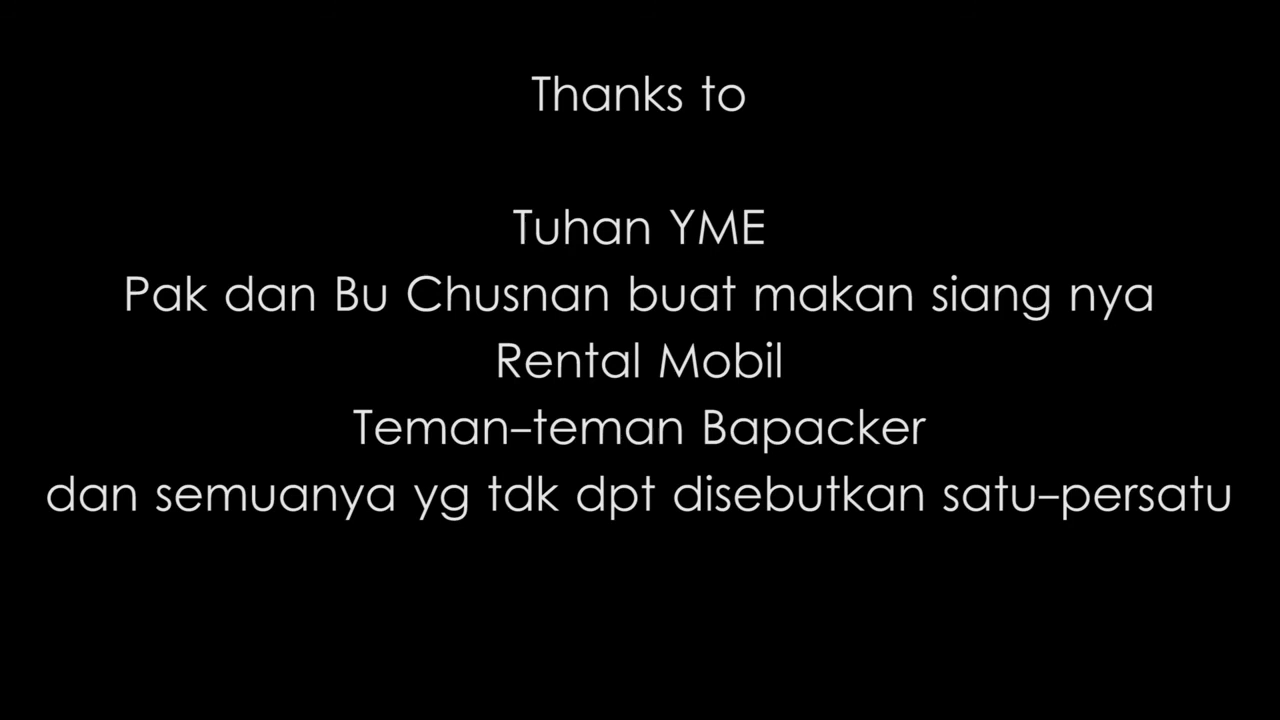 Thanks to
Tuhan YME
Pak dan Bu Chusnan buat makan siang nya
Rental Mobil
Teman-teman Bapacker
dan semuanya yg tdk dpt disebutkan satu-persatu